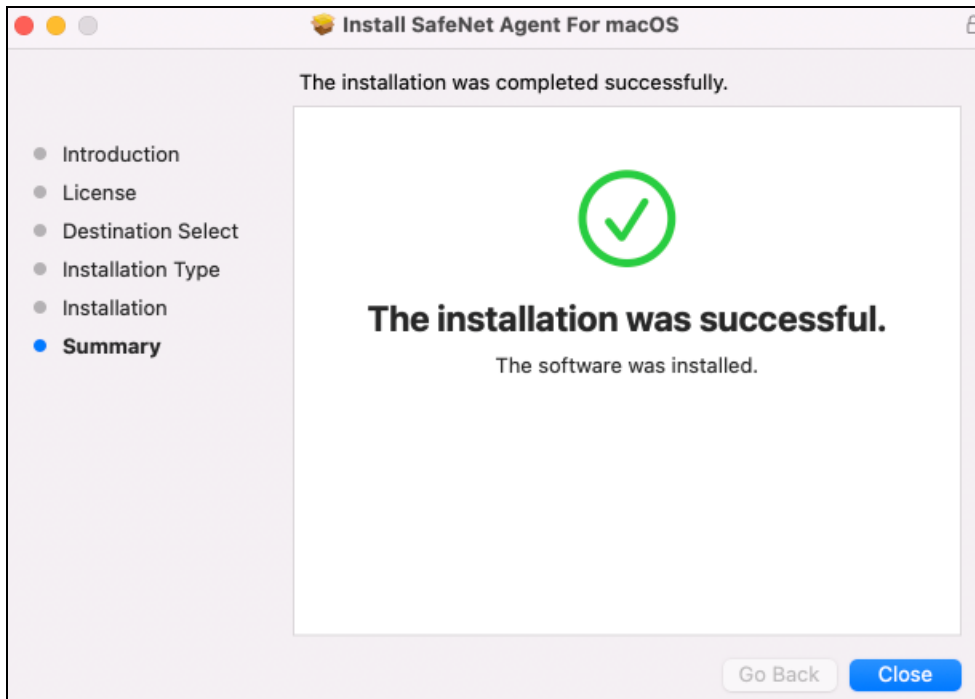 Install SafeNet Agent For macOS
The installation was completed successfully.
Introduction
License
Destination Select
Installation Type
Installation
Summary
The installation was successful.
The software was installed.
Go Back
Close